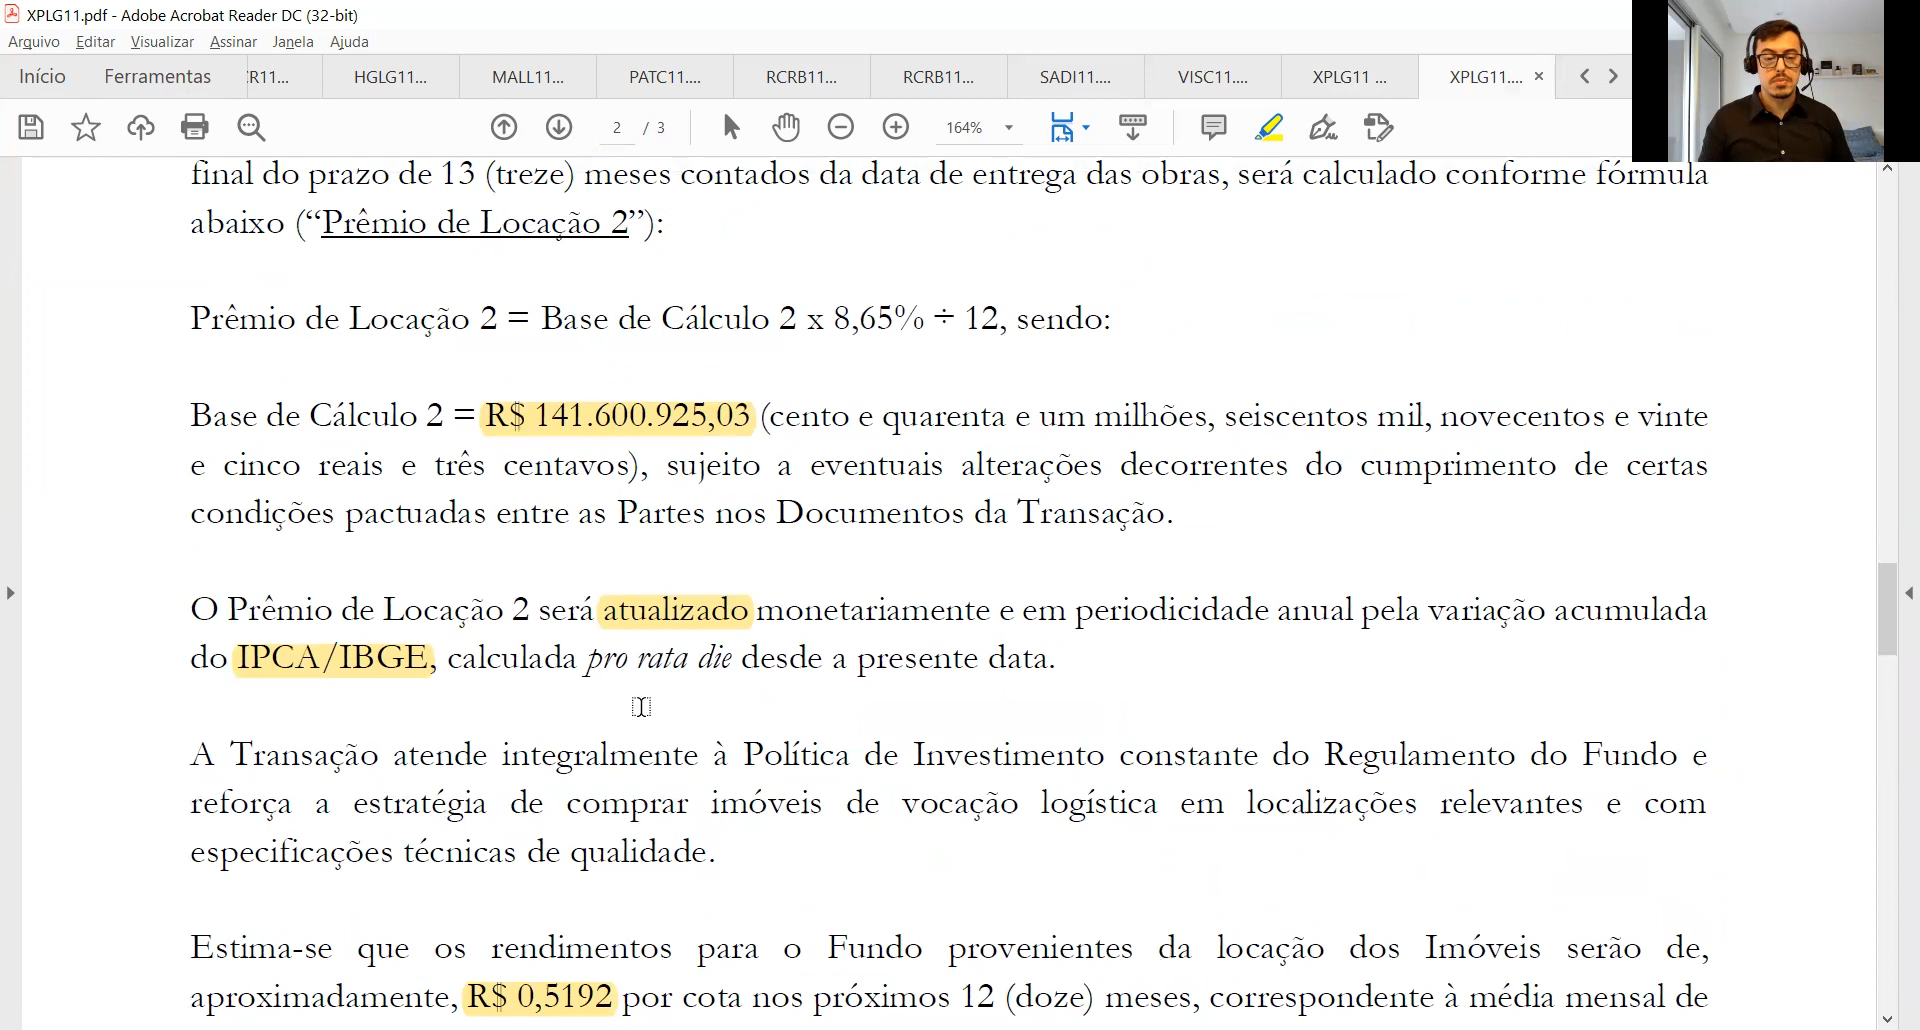 XPLG11.pdf - Adobe Acrobat Reader DC (32-bit)
Arquivo Editar Visualizar Assinar Janela Ajuda
Início Ferramentas R11... HGLG11... MALL11... PATC11.... RCRB11... RCRB11... SADI11.... VISC11.... XPLG11 ... XPLG11.... ×
2 / 3 164%
final do prazo de 13 (treze) meses contados da data de entrega das obras, será calculado conforme fórmula
abaixo (“Prêmio de Locação 2”):
Prêmio de Locação 2 = Base de Cálculo 2 x 8,65% ÷ 12, sendo:
Base de Cálculo 2 = R$ 141.600.925,03 (cento e quarenta e um milhões, seiscentos mil, novecentos e vinte
e cinco reais e três centavos), sujeito a eventuais alterações decorrentes do cumprimento de certas
condições pactuadas entre as Partes nos Documentos da Transação.
O Prêmio de Locação 2 será atualizado monetariamente e em periodicidade anual pela variação acumulada
do IPCA/IBGE, calculada pro rata die desde a presente data.
A Transação atende integralmente à Política de Investimento constante do Regulamento do Fundo e
reforça a estratégia de comprar imóveis de vocação logística em localizações relevantes e com
especificações técnicas de qualidade.
Estima-se que os rendimentos para o Fundo provenientes da locação dos Imóveis serão de,
aproximadamente, R$ 0,5192 por cota nos próximos 12 (doze) meses, correspondente à média mensal de